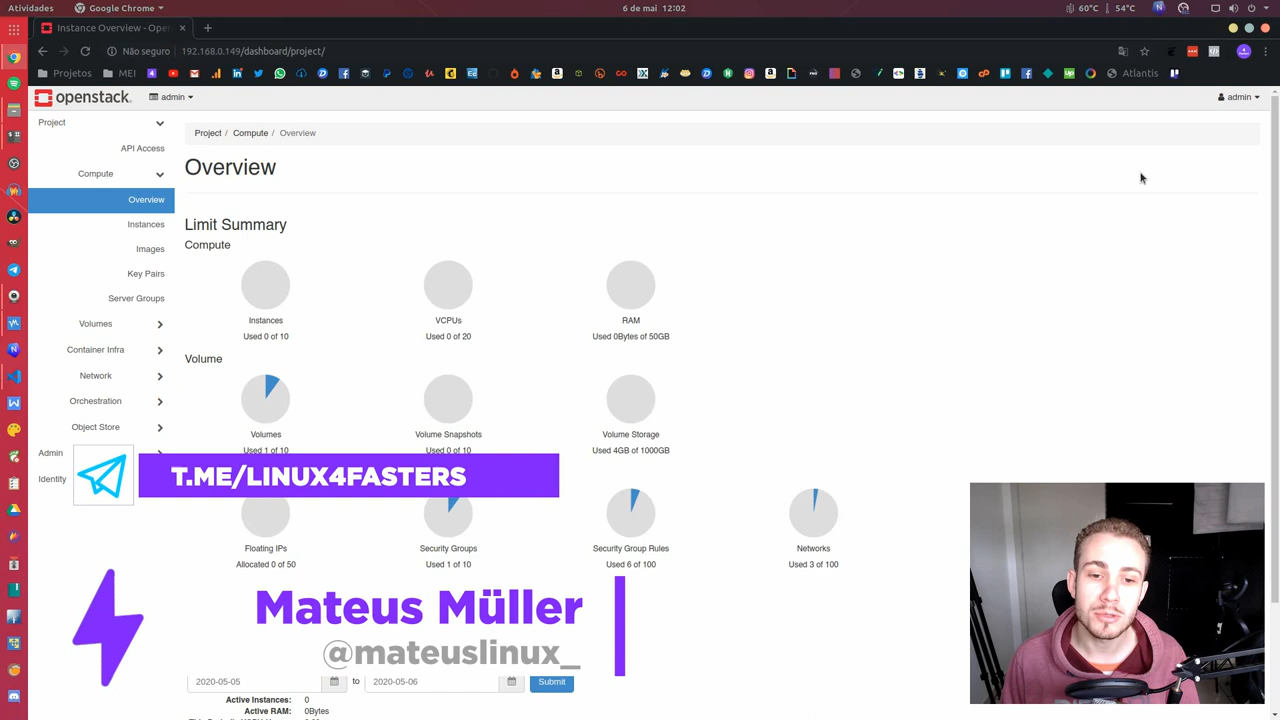 Atividades
Google Chrome
6 de mai 12:02
60°C
54°C
Instance Overview - Ope
Não seguro
192.168.0.149/dashboard/project/
Projetos
MEI
Atlantis
openstack.
admin
admin
Project
API Access
Compute
Overview
Instances
Images
Key Pairs
Server Groups
Volumes
Container Infra
Network
Orchestration
Object Store
Admin
Identity
Project / Compute / Overview
Overview
Limit Summary
Compute
Instances
Used 0 of 10
VCPUs
Used 0 of 20
RAM
Used 0Bytes of 50GB
Volume
Volumes
Used 1 of 10
Volume Snapshots
Used 0 of 10
Volume Storage
Used 4GB of 1000GB
T.ME/LINUX4FASTERS
Floating IPs
Allocated 0 of 50
Security Groups
Used 1 of 10
Security Group Rules
Used 6 of 100
Networks
Used 3 of 100
Mateus Müller
@mateuslinux_
2020-05-05
to
2020-05-06
Submit
Active Instances: 0
Active RAM: 0Bytes